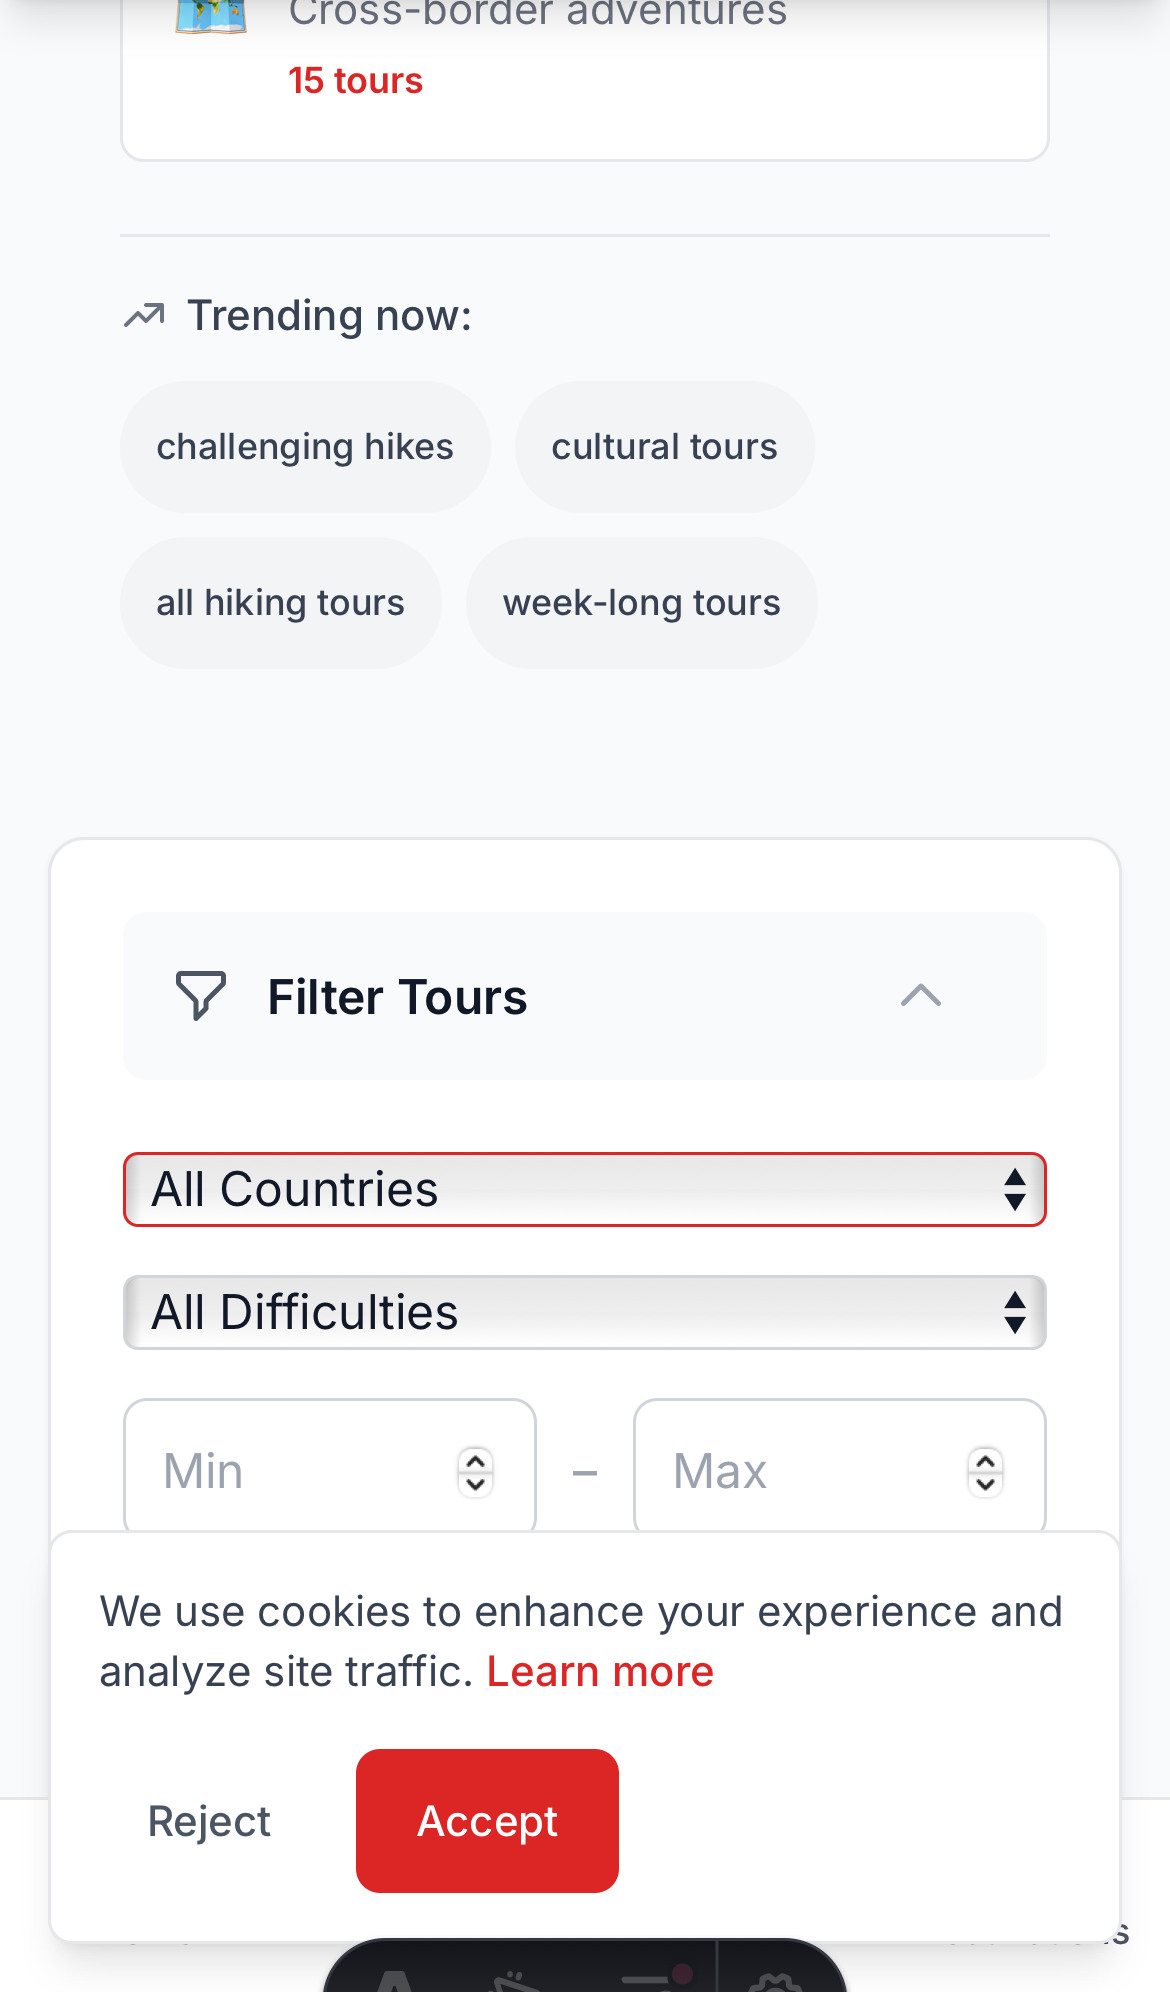 Cross-border adventures
15 tours
Trending now:
challenging hikes
cultural tours
all hiking tours
week-long tours
Filter Tours
All Countries
All Difficulties
Min – Max
We use cookies to enhance your experience and
analyze site traffic. Learn more
Reject
Accept